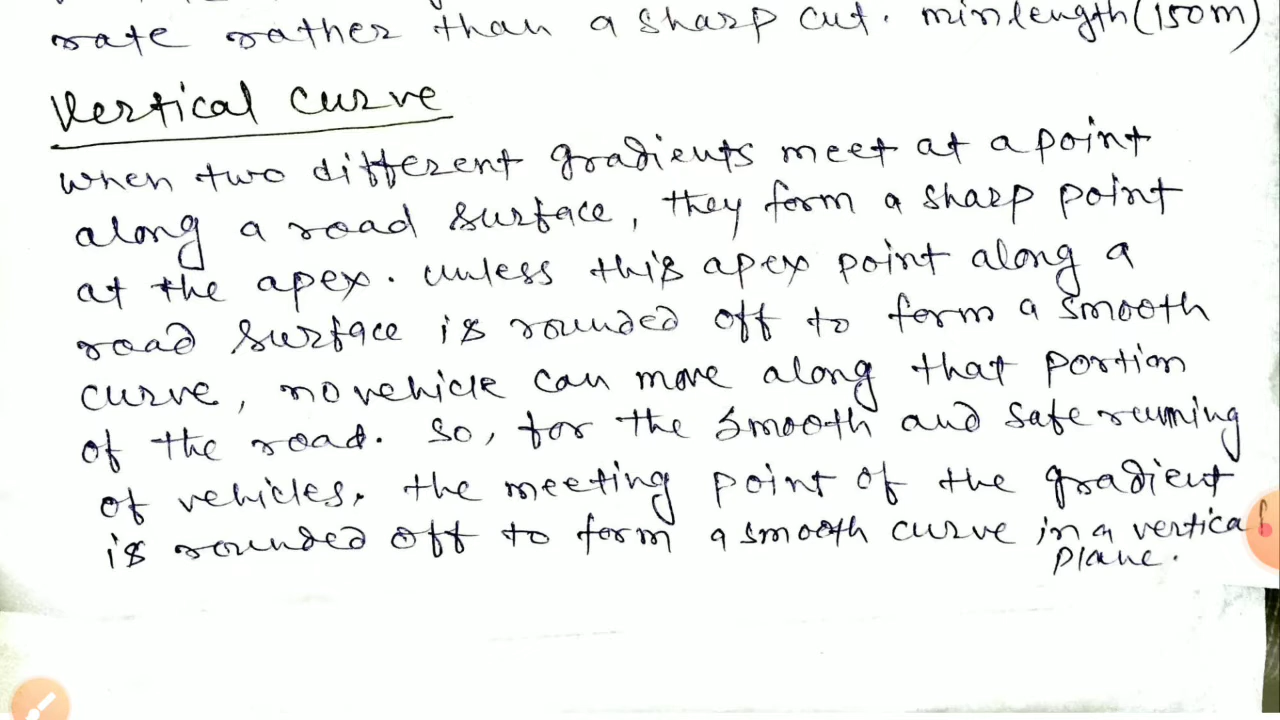 rate rather than a sharp cut. min length (150m)
Vertical curve
when two different gradients meet at a point
along a road surface, they form a sharp point
at the apex. unless this apex point along a
road surface is rounded off to form a smooth
curve, no vehicle can move along that portion
of the road. so, for the smooth and safe running
of vehicles, the meeting point of the gradient
is rounded off to form a smooth curve in a vertical
plane.